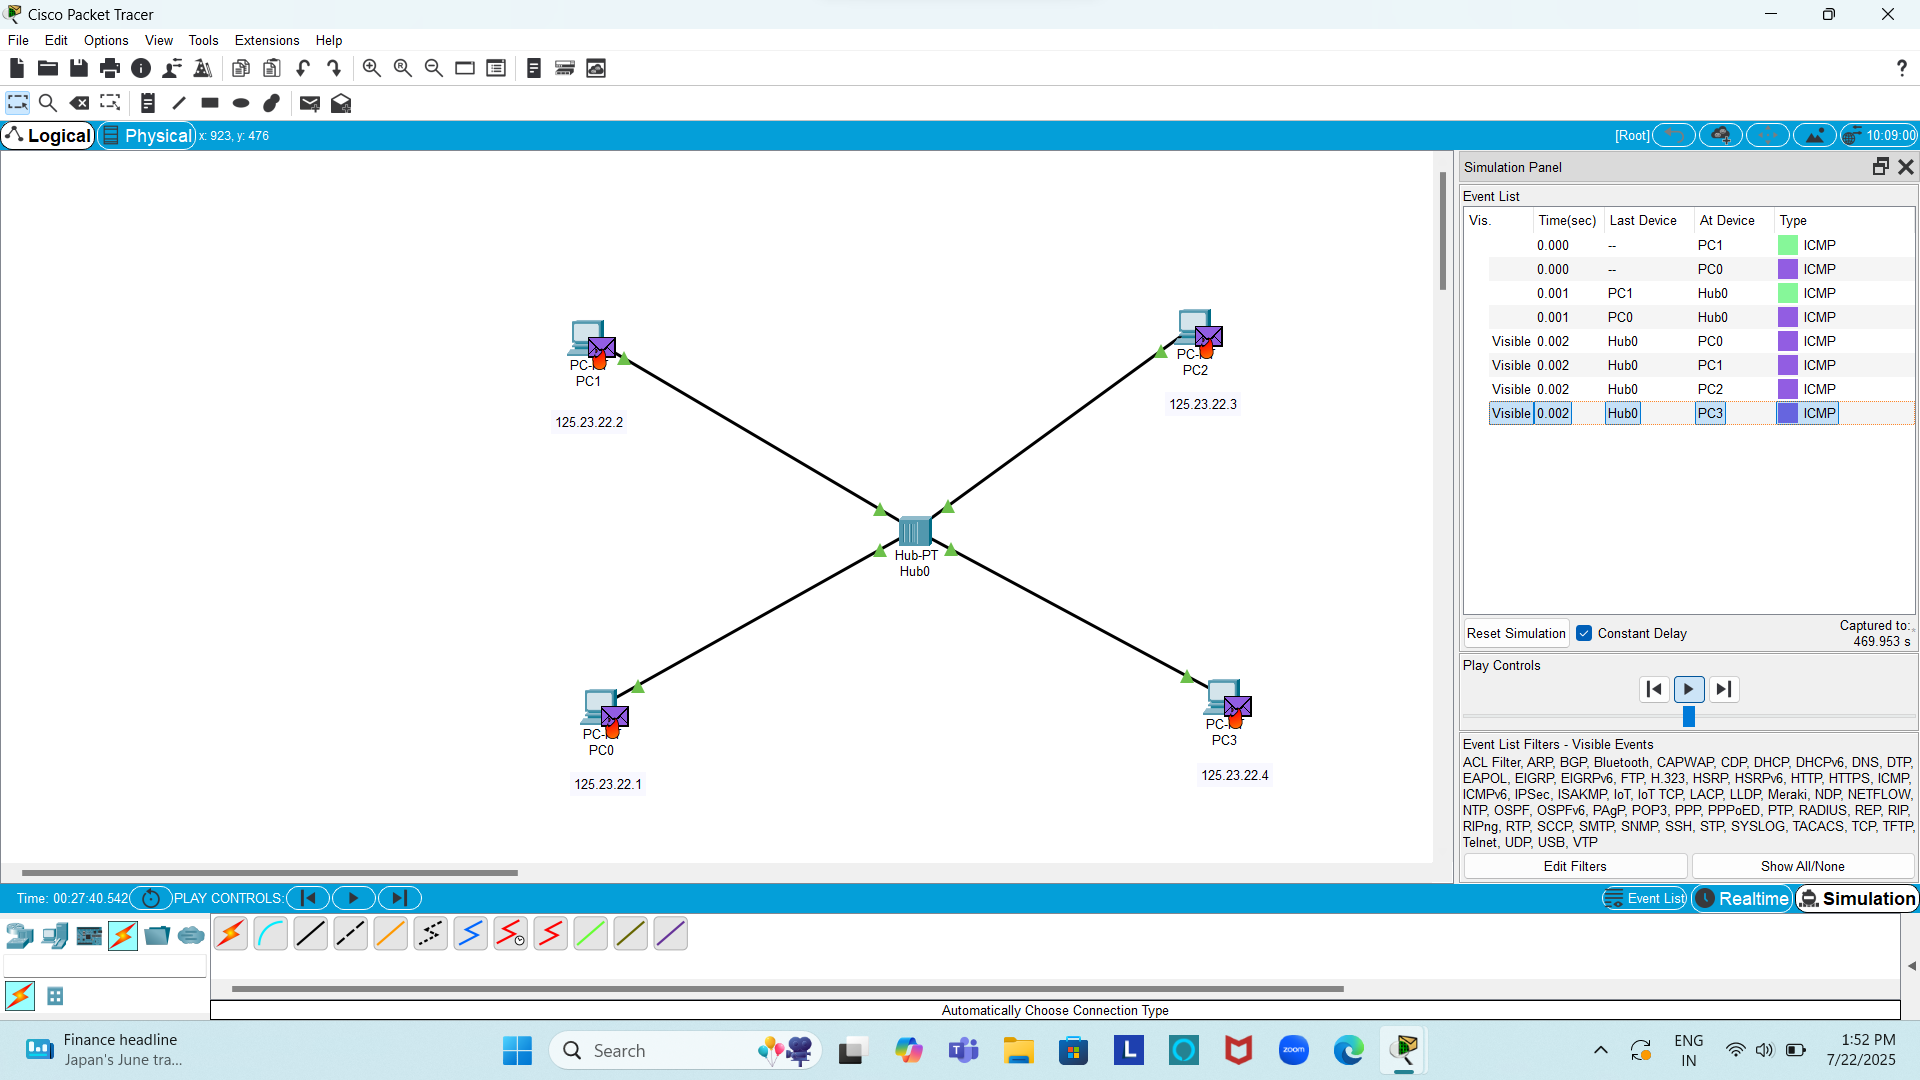 Cisco Packet Tracer
File Edit Options View Tools Extensions Help
?
Logical Physical x: 923, y: 476 [Root] 10:09:00
Simulation Panel
Event List
Vis. Time(sec) Last Device At Device Type
0.000 -- PC1 ICMP
0.000 -- PC0 ICMP
0.001 PC1 Hub0 ICMP
0.001 PC0 Hub0 ICMP
Visible 0.002 Hub0 PC0 ICMP
Visible 0.002 Hub0 PC1 ICMP
Visible 0.002 Hub0 PC2 ICMP
Visible 0.002 Hub0 PC3 ICMP
PC1
125.23.22.2
PC2
125.23.22.3
Hub-PT
Hub0
PC0
125.23.22.1
PC3
125.23.22.4
Reset Simulation Constant Delay Captured to:
469.953 s
Play Controls
Event List Filters - Visible Events
ACL Filter, ARP, BGP, Bluetooth, CAPWAP, CDP, DHCP, DHCPv6, DNS, DTP,
EAPOL, EIGRP, EIGRPv6, FTP, H.323, HSRP, HSRPv6, HTTP, HTTPS, ICMP,
ICMPv6, IPSec, ISAKMP, IoT, IoT TCP, LACP, LLDP, Meraki, NDP, NETFLOW,
NTP, OSPF, OSPFv6, PAgP, POP3, PPP, PPPoED, PTP, RADIUS, REP, RIP,
RIPng, RTP, SCCP, SMTP, SNMP, SSH, STP, SYSLOG, TACACS, TCP, TFTP,
Telnet, UDP, USB, VTP
Edit Filters Show All/None
Time: 00:27:40.542 PLAY CONTROLS: Event List Realtime Simulation
Automatically Choose Connection Type
Finance headline
Japan's June tra...
Search
L
zoom
ENG
IN
1:52 PM
7/22/2025